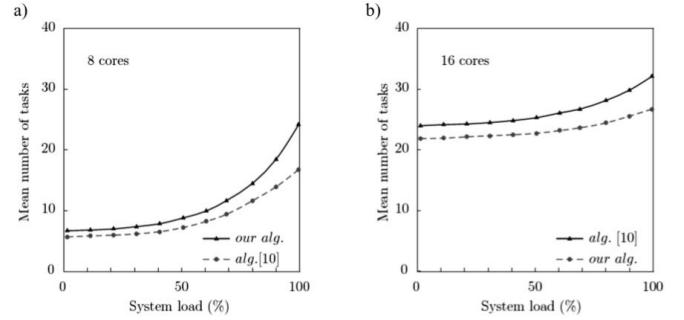 a)
40
30
20
10
0
Mean number of tasks
8 cores
our alg.
alg.[10]
0
50
100
System load (%)
b)
40
30
20
10
0
Mean number of tasks
16 cores
alg. [10]
our alg.
0
50
100
System load (%)